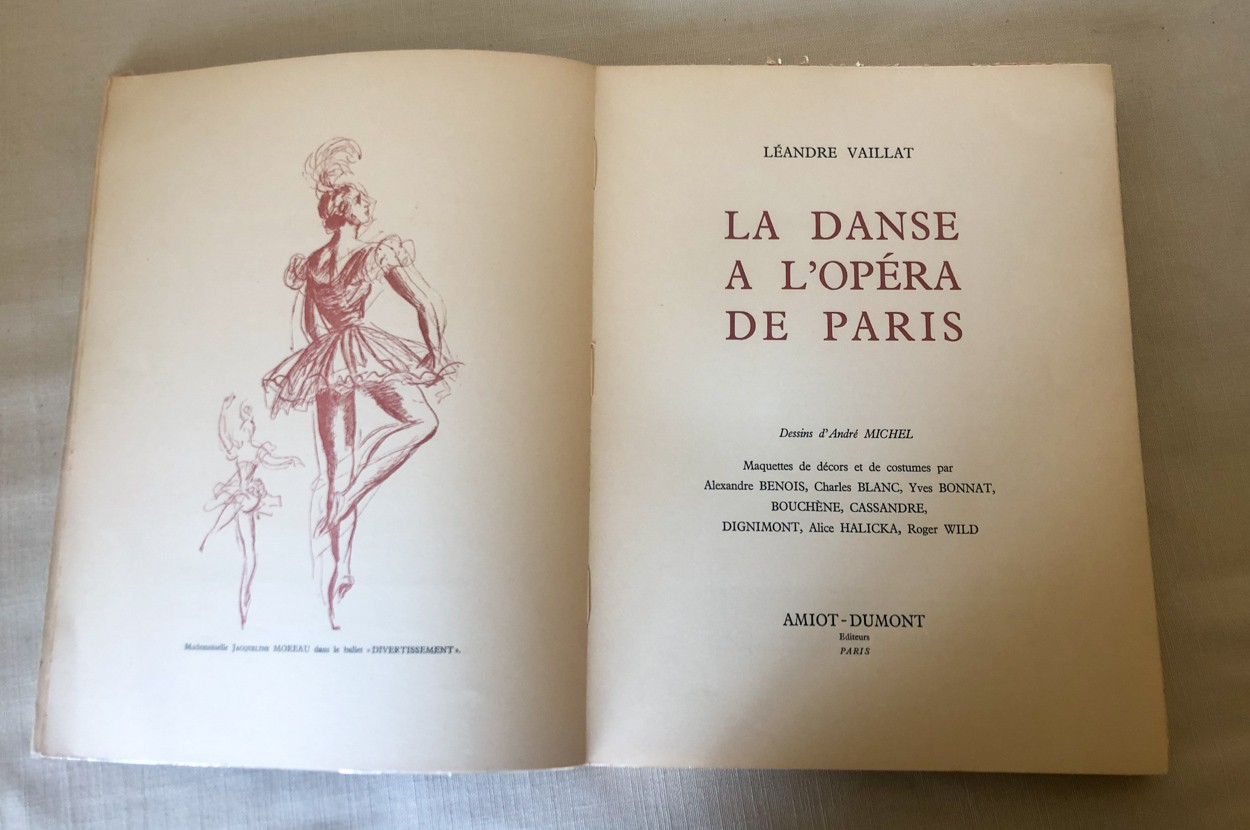 Mademoiselle JACQUELINE MOREAU dans le ballet «DIVERTISSEMENT».
LÉANDRE VAILLAT
LA DANSE
A L'OPÉRA
DE PARIS
Dessins d'André MICHEL
Maquettes de décors et de costumes par
Alexandre BENOIS, Charles BLANC, Yves BONNAT,
BOUCHÈNE, CASSANDRE,
DIGNIMONT, Alice HALICKA, Roger WILD
AMIOT-DUMONT
Editeurs
PARIS